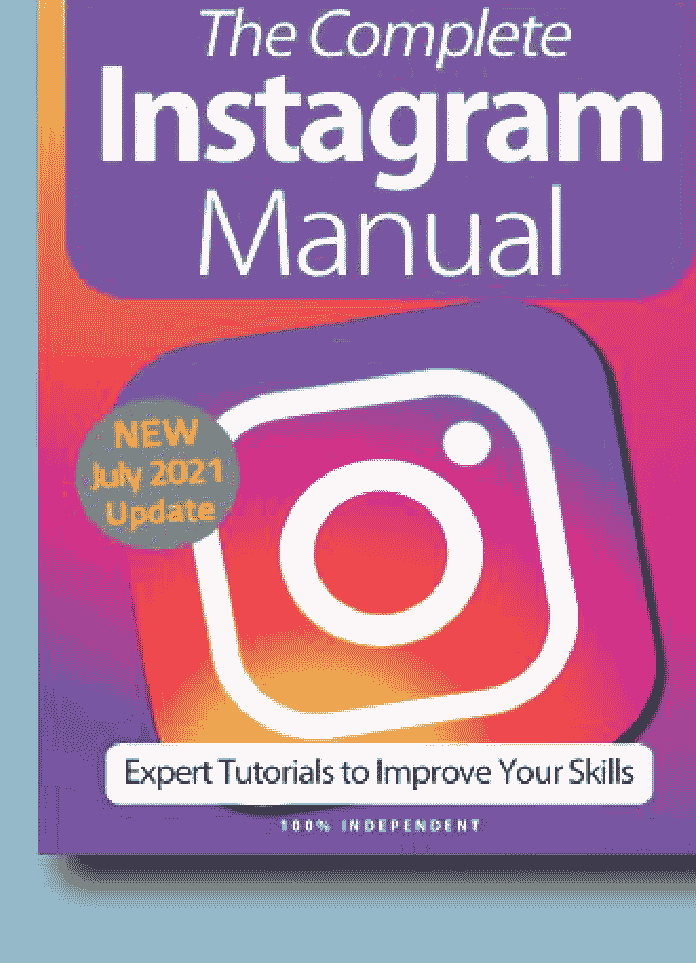 The Complete
Instagram
Manual
NEW
July 2021
Update
Expert Tutorials to Improve Your Skills
100% INDEPENDENT